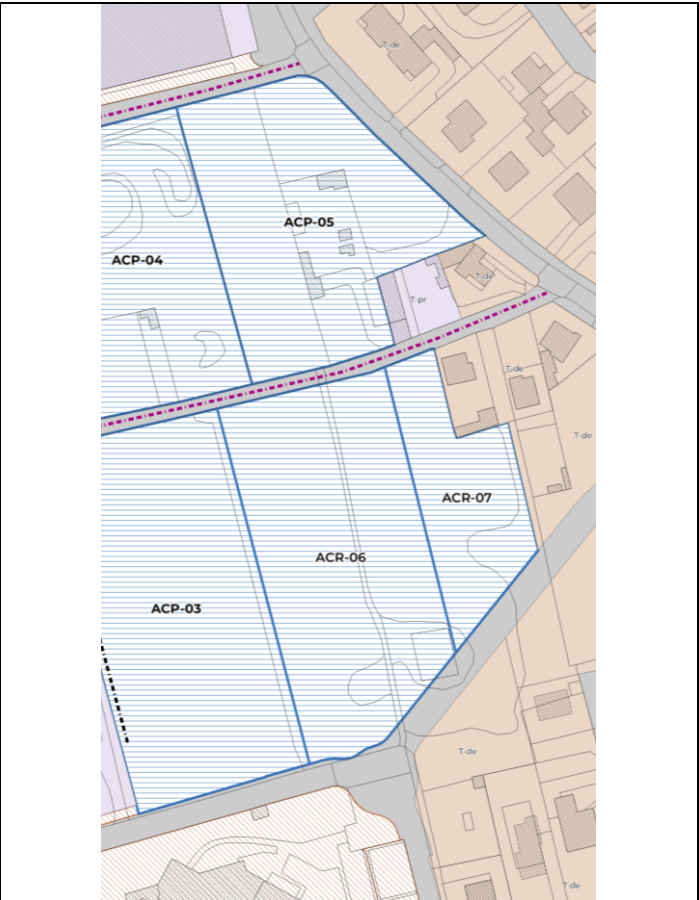 T-de
ACP-05
ACP-04
T-de
T-pr
T-de
T-de
ACR-07
ACR-06
ACP-03
T-de
T-de